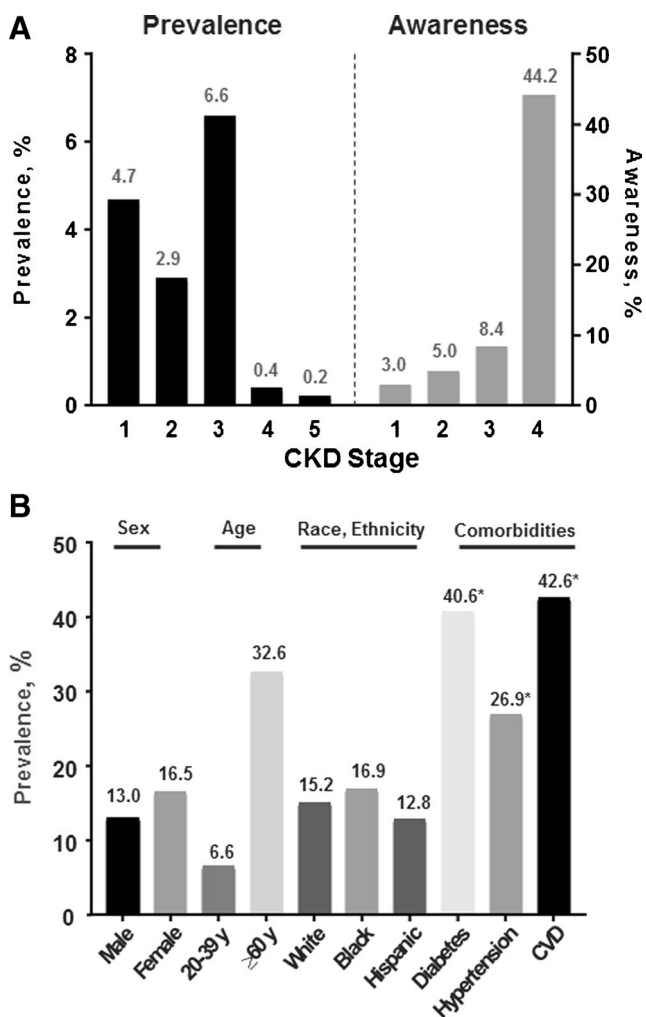 A
Prevalence Awareness
Prevalence, %
8
6
4
2
0
4.7
2.9
6.6
0.4
0.2
3.0
5.0
8.4
44.2
50
40
30
20
10
0
Awareness, %
1 2 3 4 5 1 2 3 4
CKD Stage
B
Sex Age Race, Ethnicity Comorbidities
Prevalence, %
50
40
30
20
10
0
13.0
16.5
6.6
32.6
15.2
16.9
12.8
40.6*
26.9*
42.6*
Male
Female
20-39 y
≥60 y
White
Black
Hispanic
Diabetes
Hypertension
CVD